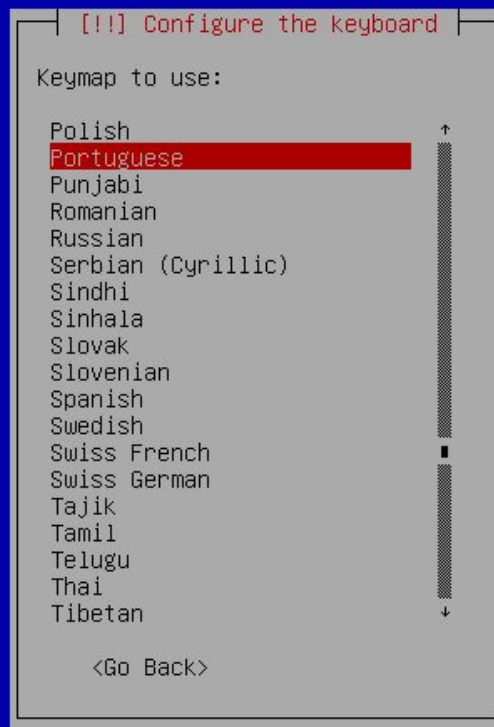 [!!] Configure the keyboard
Keymap to use:
Polish
Portuguese
Punjabi
Romanian
Russian
Serbian (Cyrillic)
Sindhi
Sinhala
Slovak
Slovenian
Spanish
Swedish
Swiss French
Swiss German
Tajik
Tamil
Telugu
Thai
Tibetan
<Go Back>